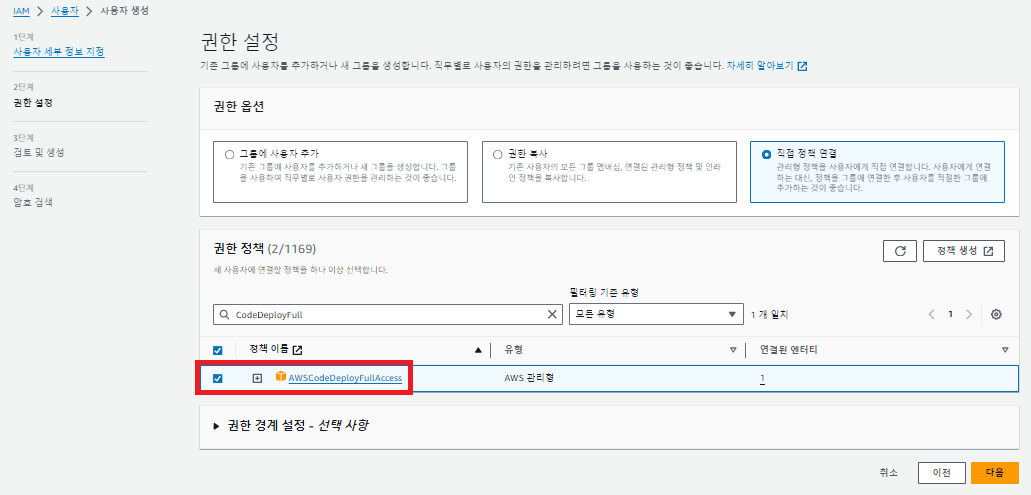 IAM > 사용자 > 사용자 생성
1단계
사용자 세부 정보 지정
2단계
권한 설정
3단계
검토 및 생성
4단계
암호 검색
권한 설정
기존 그룹에 사용자를 추가하거나 새 그룹을 생성합니다. 직무별로 사용자의 권한을 관리하려면 그룹을 사용하는 것이 좋습니다. 자세히 알아보기
권한 옵션
그룹에 사용자 추가
기존 그룹에 사용자를 추가하거나 새 그룹을 생성합니다. 그룹
을 사용하여 직무별로 사용자 권한을 관리하는 것이 좋습니다.
권한 복사
기존 사용자의 모든 그룹 멤버십, 연결된 관리형 정책 및 인라
인 정책을 복사합니다.
직접 정책 연결
관리형 정책을 사용자에게 직접 연결합니다. 사용자에게 연결
하는 대신, 정책을 그룹에 연결한 후 사용자를 적절한 그룹에
추가하는 것이 좋습니다.
권한 정책 (2/1169)
정책 생성
새 사용자에 연결할 정책을 하나 이상 선택합니다.
필터링 기준 유형
CodeDeployFull
모든 유형
1 개 일치
1
정책 이름
유형
연결된 엔터티
AWSCodeDeployFullAccess
AWS 관리형
1
권한 경계 설정 - 선택 사항
취소
이전
다음